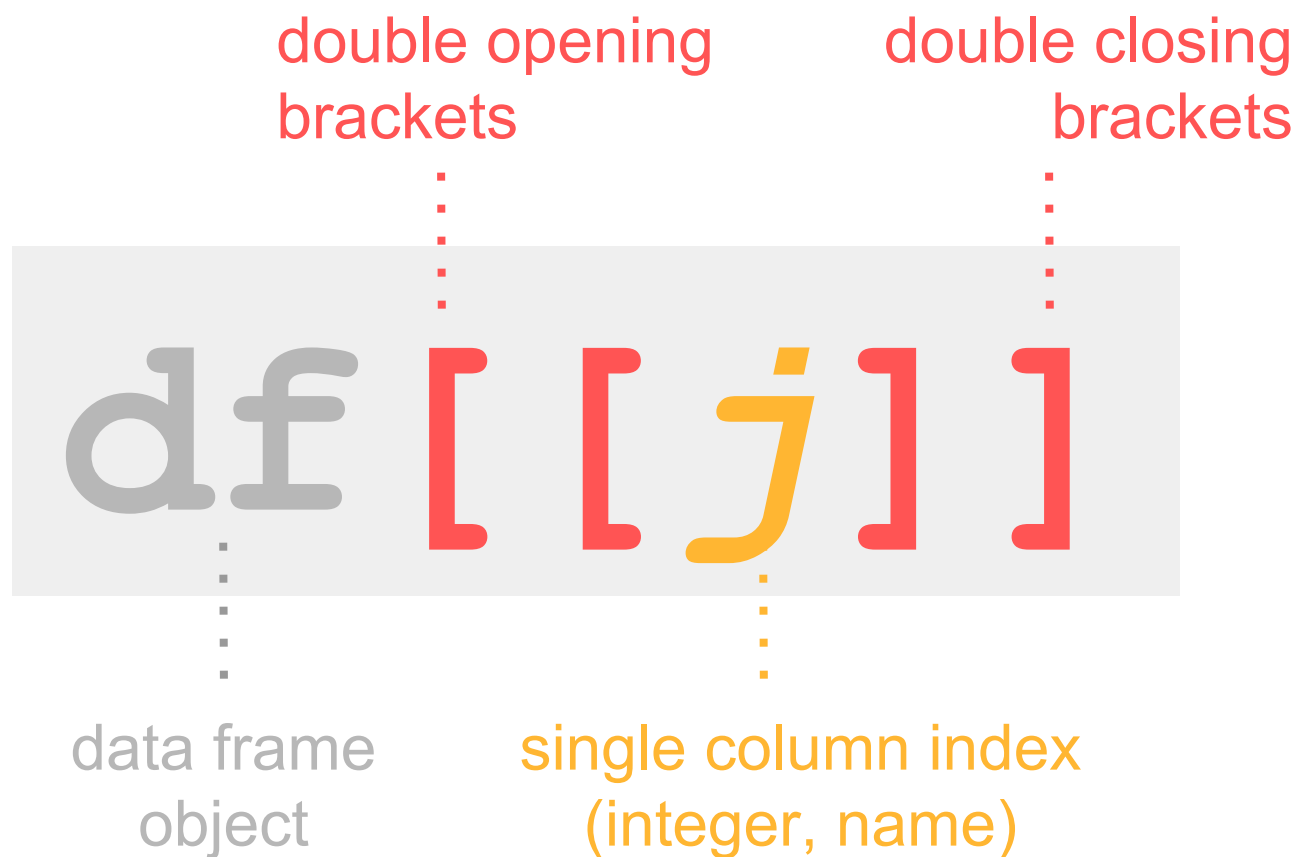 double opening
brackets
double closing
brackets
df[[j]]
data frame
object
single column index
(integer, name)